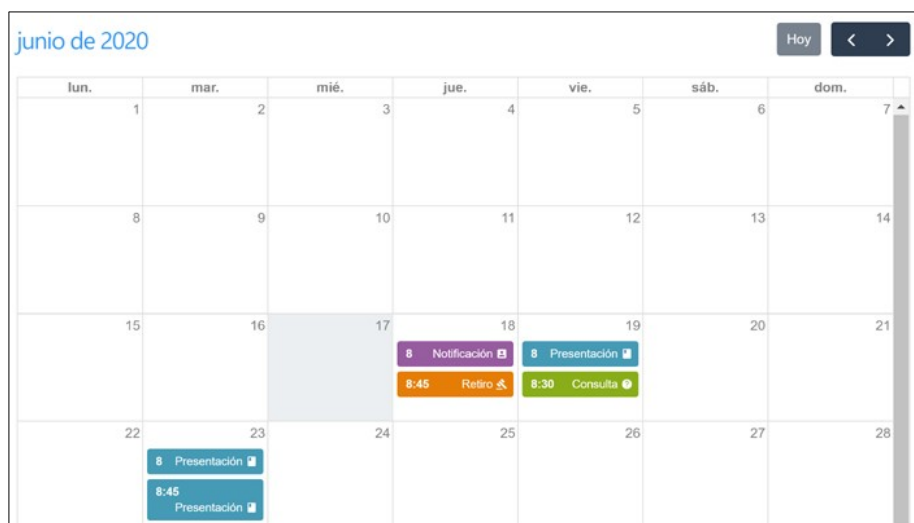 junio de 2020
Hoy
lun. mar. mié. jue. vie. sáb. dom.
1 2 3 4 5 6 7
8 9 10 11 12 13 14
15 16 17 18 19 20 21
8 Notificación 8 Presentación
8:45 Retiro 8:30 Consulta
22 23 24 25 26 27 28
8 Presentación
8:45
Presentación